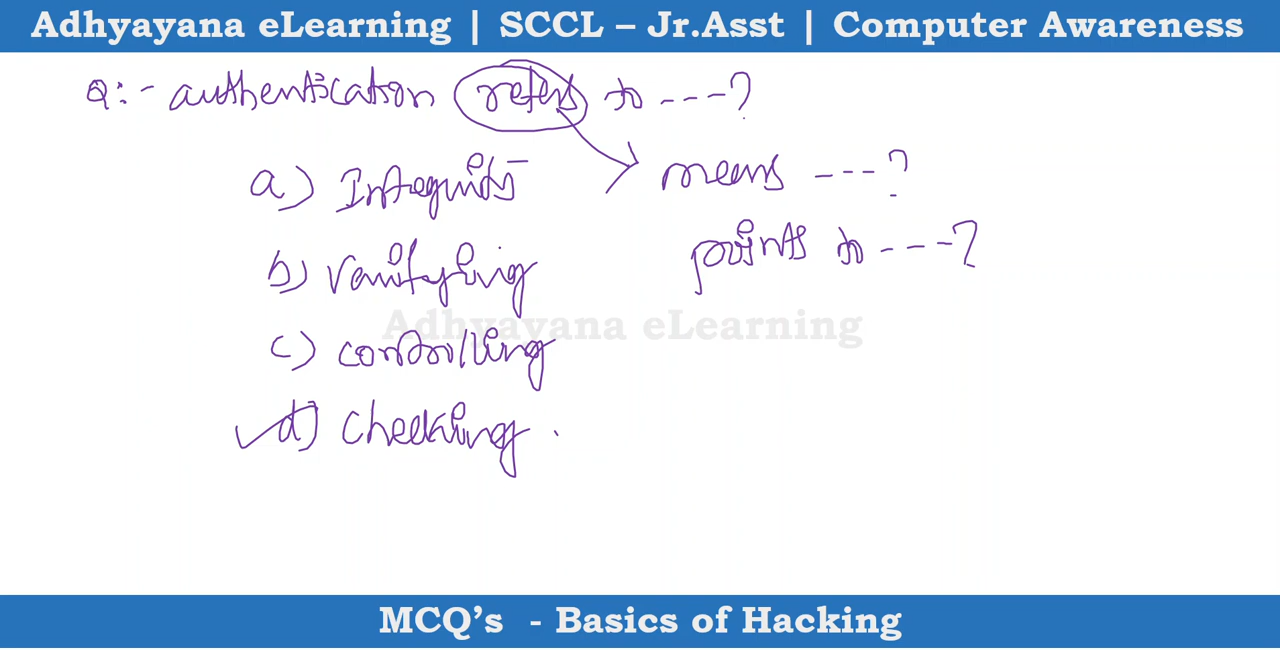 Adhyayana eLearning | SCCL – Jr.Asst | Computer Awareness
Q:- authentication refers to ---?
means ---?
points to ---?
a) Integrity
b) Verifying
c) controlling
d) checking.
Adhyayana eLearning
MCQ's - Basics of Hacking